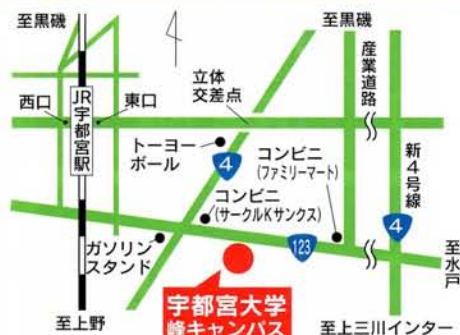 至黒磯
至黒磯
産業道路
立体
交差点
西口
JR宇都宮駅
東口
トーヨー
ボール
4
コンビニ
(ファミリーマート)
新4号線
4
コンビニ
(サークルKサンクス)
123
ガソリン
スタンド
至水戸
宇都宮大学
峰キャンパス
至上野
至上三川インター